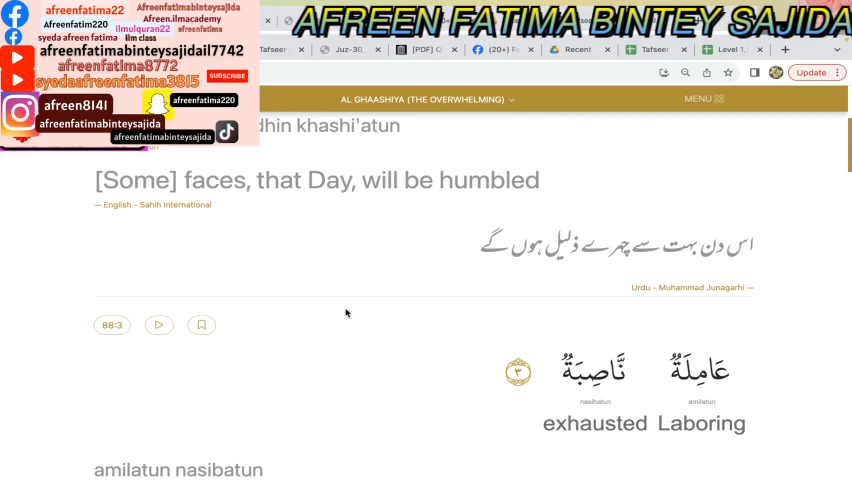 AFREEN FATIMA BINTEY SAJIDA
afreenfatima22
Afreenfatimabinteysajida
Afreen.ilmacademy
Afreenfatim220
ilmulquran22
afreenfatima
syeda afreen fatima
ilm class
afreenfatimabinteysajidail7742
afreenfatima8772
syedaafreenfatima3815
SUBSCRIBE
afreen8141
afreenfatima220
afreenfatimabinteysajida
afreenfatimabinteysajida
Tafseer
Juz-30,
[PDF] Q
(20+) Fa
Recent
Tafseer
Level 1,
Update
AL GHAASHIYA (THE OVERWHELMING)
MENU
dhin khashi'atun
[Some] faces, that Day, will be humbled
— English - Sahih International
اس دن بہت سے چہرے ذلیل ہوں گے
Urdu - Muhammad Junagarhi —
88:3
عَامِلَةٌ نَّاصِبَةٌ ٣
nasibatun amilatun
exhausted Laboring
amilatun nasibatun